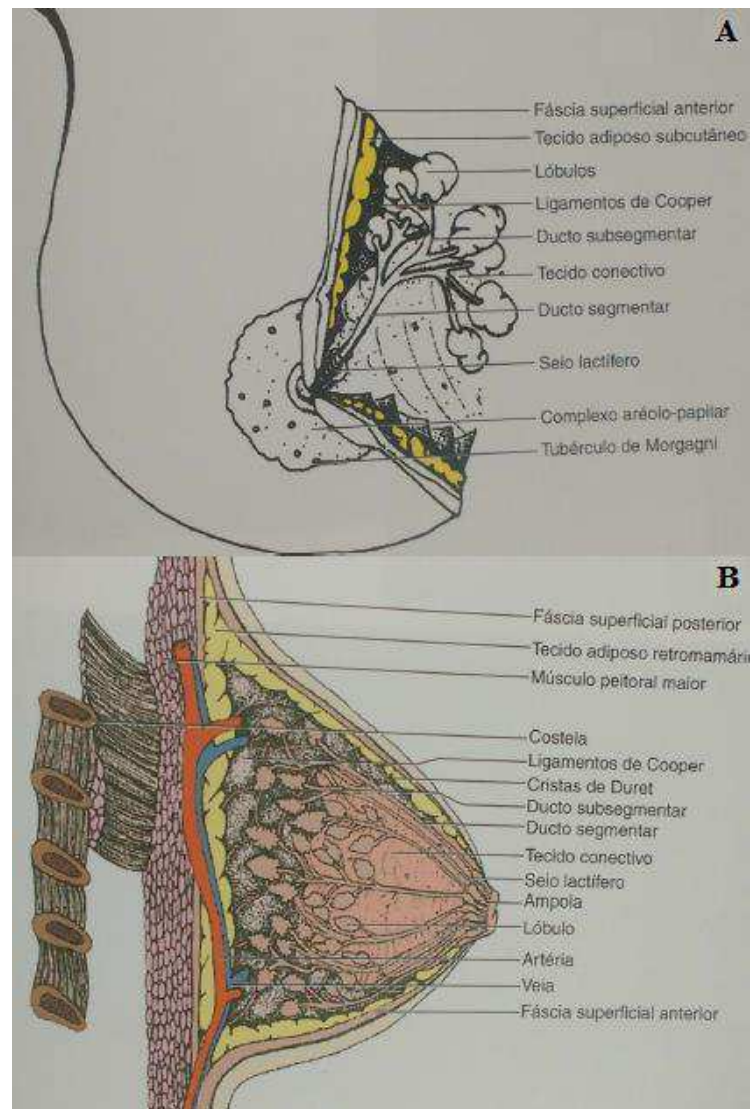 A
Fáscia superficial anterior
Tecido adiposo subcutâneo
Lóbulos
Ligamentos de Cooper
Ducto subsegmentar
Tecido conectivo
Ducto segmentar
Seio lactífero
Complexo aréolo-papilar
Tubérculo de Morgagni
B
Fáscia superficial posterior
Tecido adiposo retromamári
Músculo peitoral maior
Costela
Ligamentos de Cooper
Cristas de Duret
Ducto subsegmentar
Ducto segmentar
Tecido conectivo
Seio lactífero
Ampola
Lóbulo
Artéria
Veia
Fáscia superficial anterior